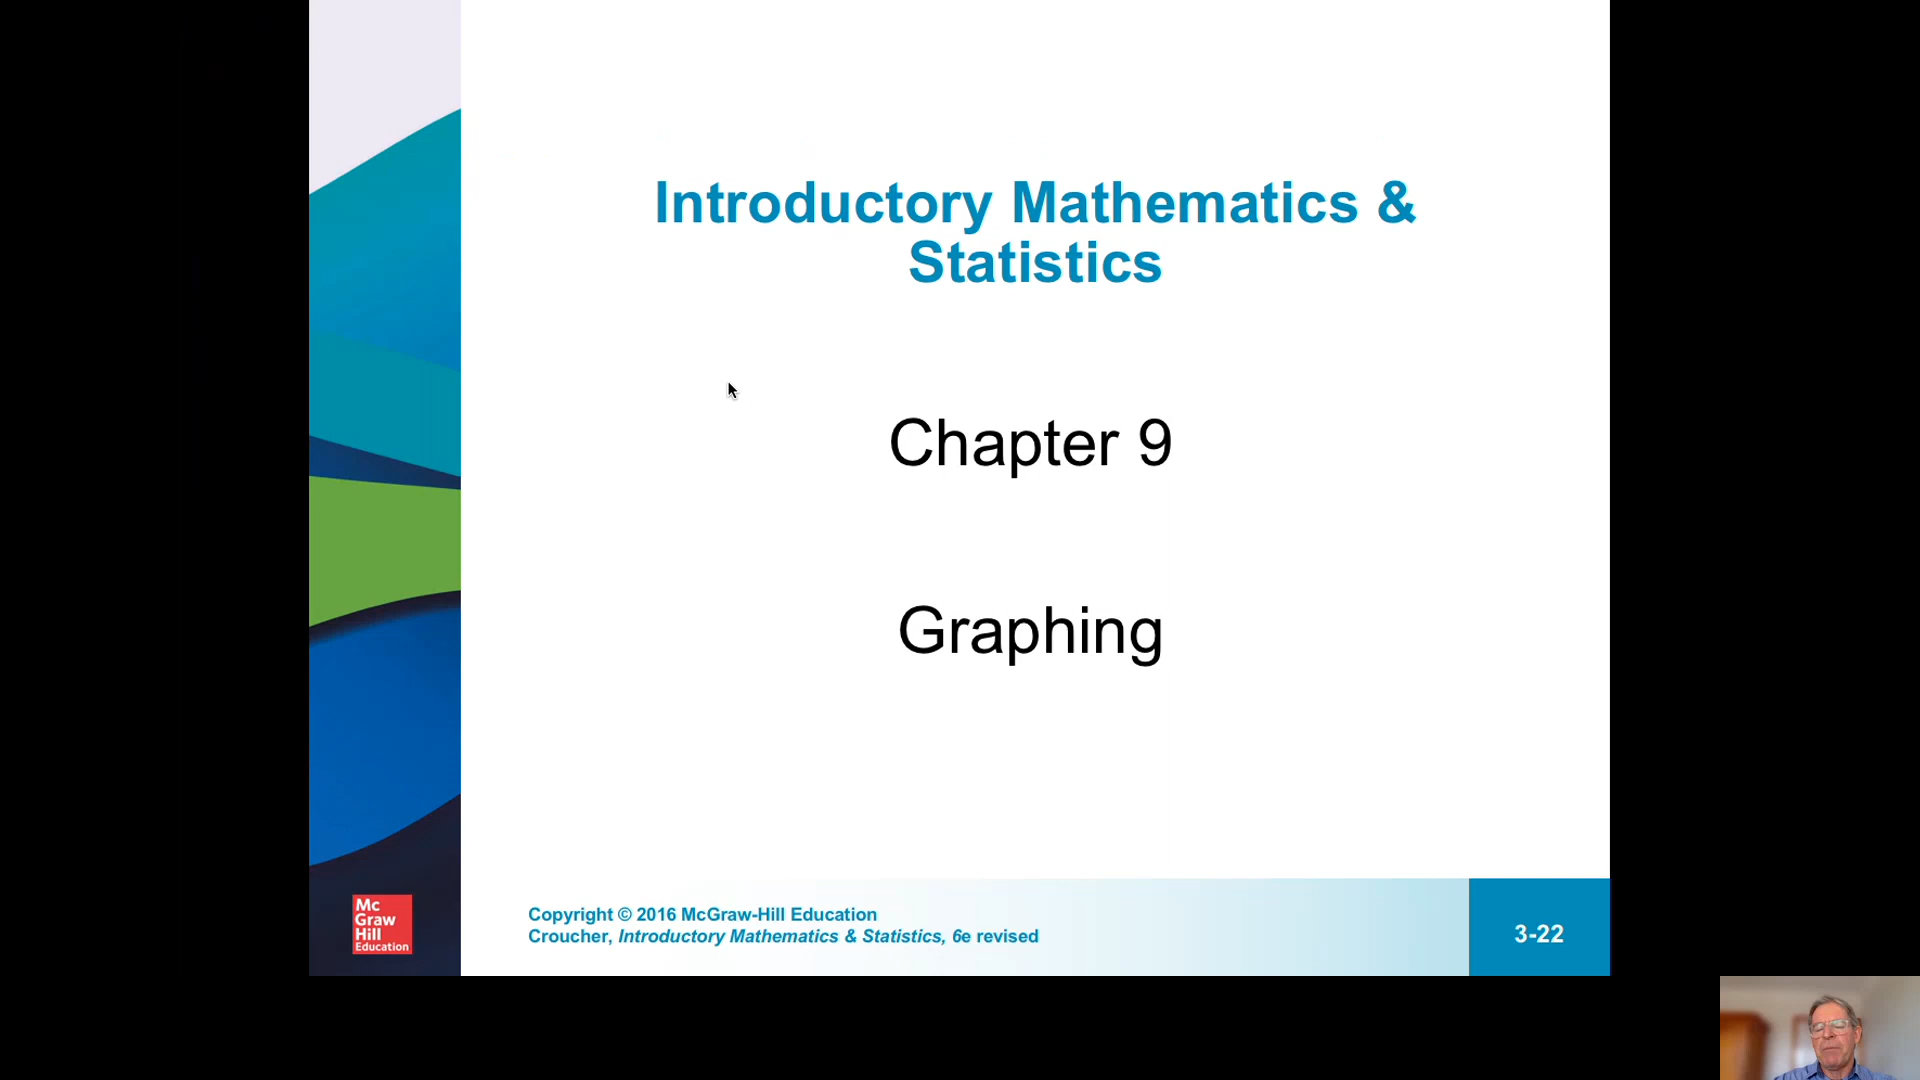 Introductory Mathematics &
Statistics
Chapter 9
Graphing
Mc
Graw
Hill
Education
Copyright © 2016 McGraw-Hill Education
Croucher, Introductory Mathematics & Statistics, 6e revised
3-22